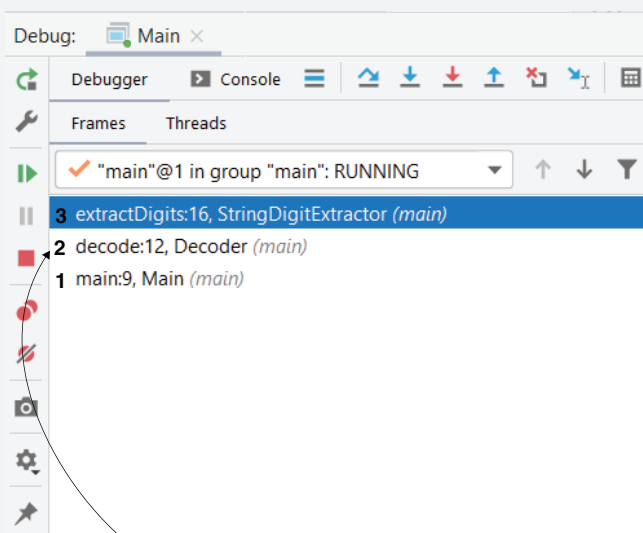 Debug: Main
Debugger Console
Frames Threads
"main"@1 in group "main": RUNNING
3 extractDigits:16, StringDigitExtractor (main)
2 decode:12, Decoder (main)
1 main:9, Main (main)